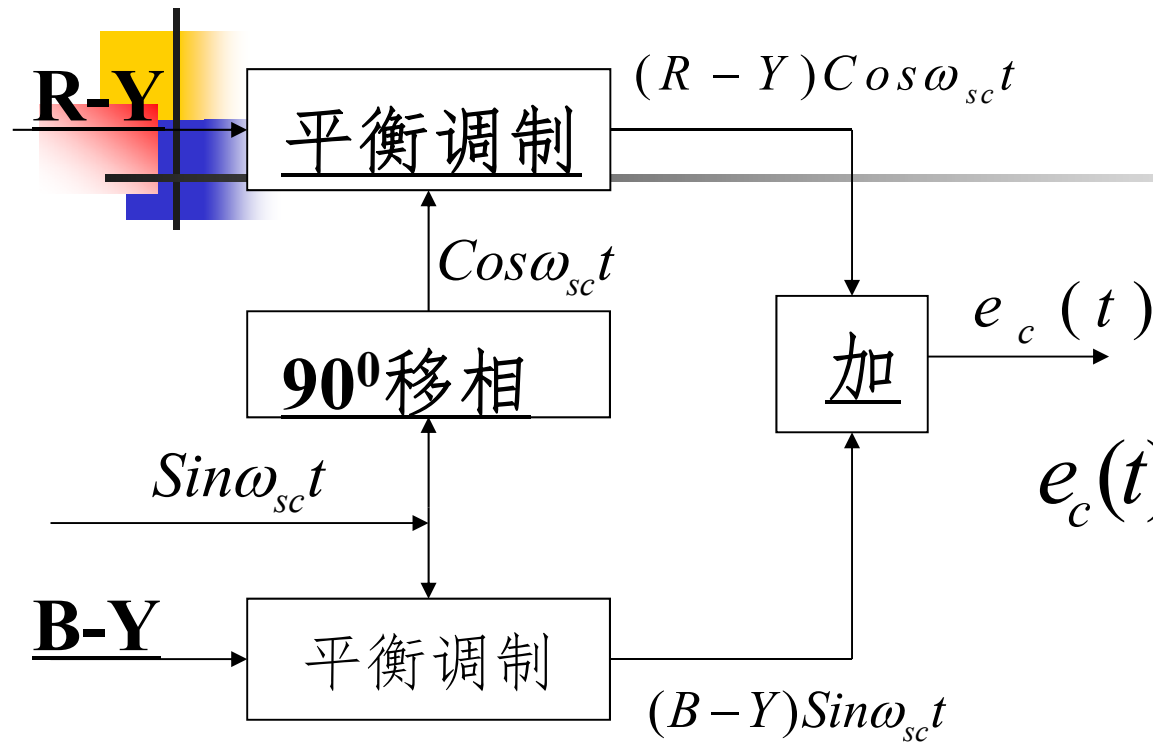 R-Y
(R − Y)Cosω_sc t
平衡调制
Cosω_sc t
90⁰移相
加
e_c (t)
Sinω_sc t
e_c(t)
B-Y
平衡调制
(B−Y)Sinω_sc t